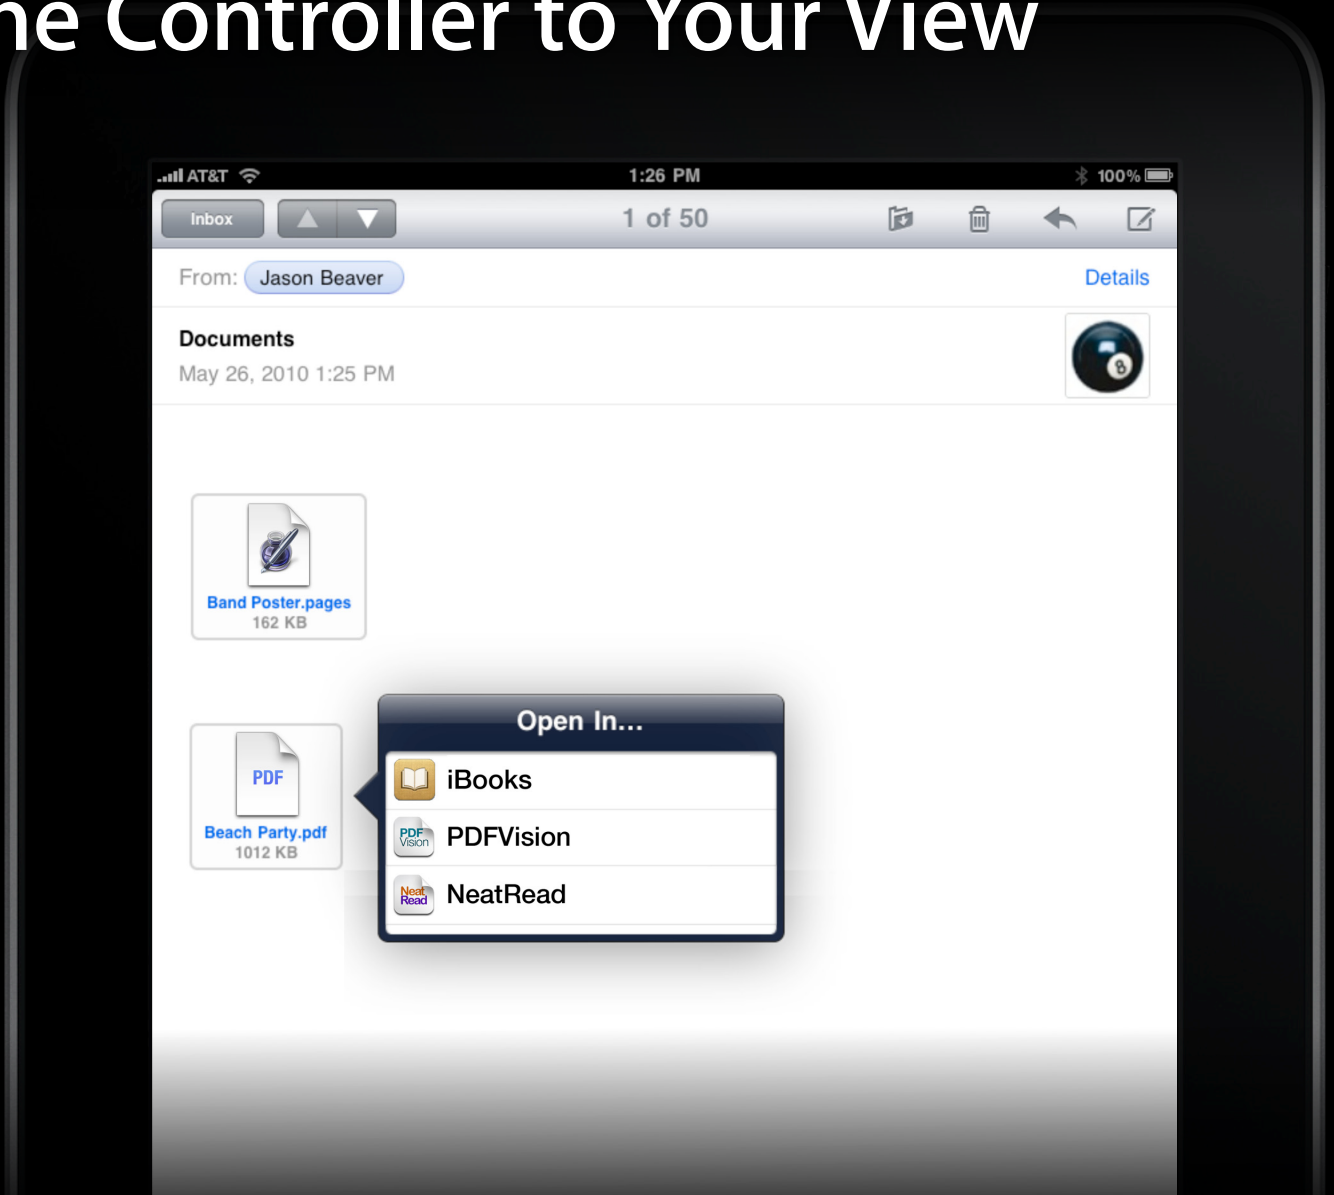 ne Controller to Your View
AT&T 1:26 PM 100%
Inbox 1 of 50
From: Jason Beaver Details
Documents
May 26, 2010 1:25 PM
8
Band Poster.pages
162 KB
Open In...
PDF
iBooks
Beach Party.pdf
PDF Vision PDFVision
1012 KB
Neat Read NeatRead